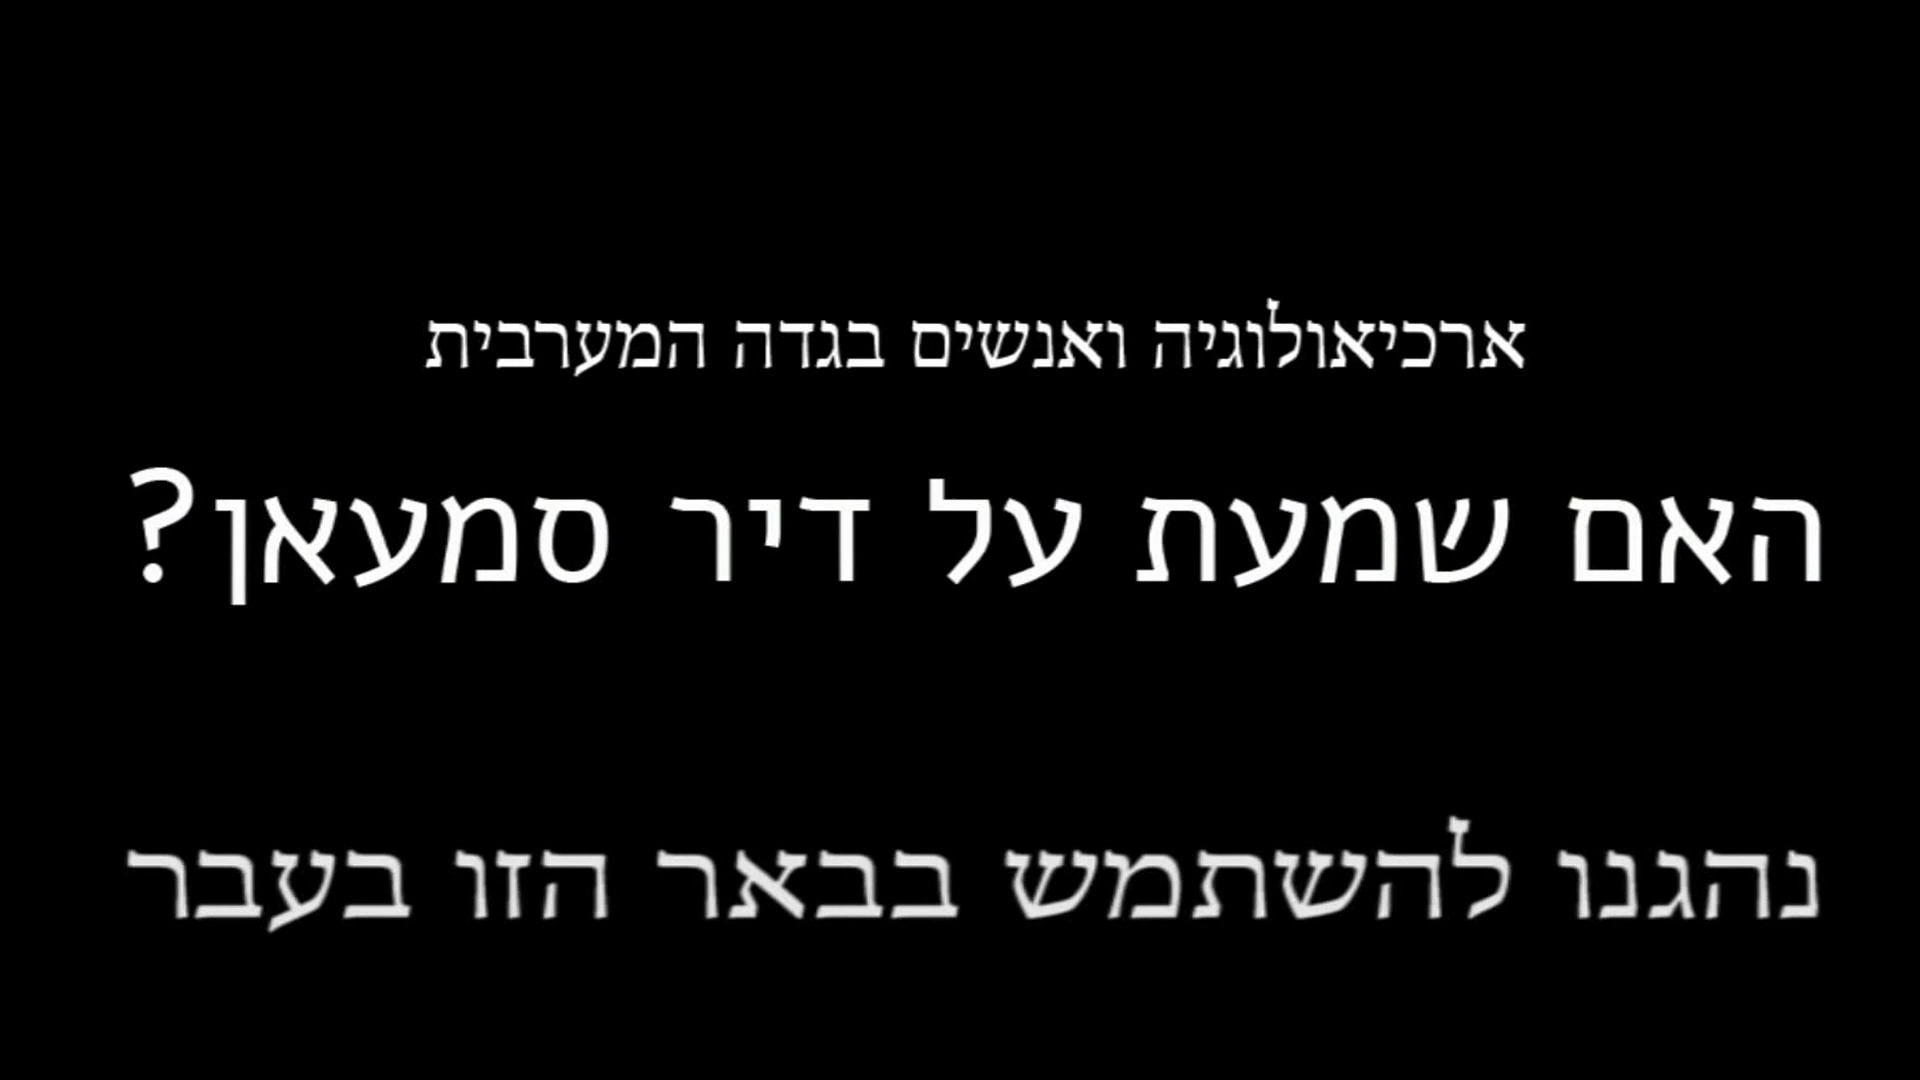 ארכיאולוגיה ואנשים בגדה המערבית
האם שמעת על דיר סמעאן?
נהגנו להשתמש בבאר הזו בעבר